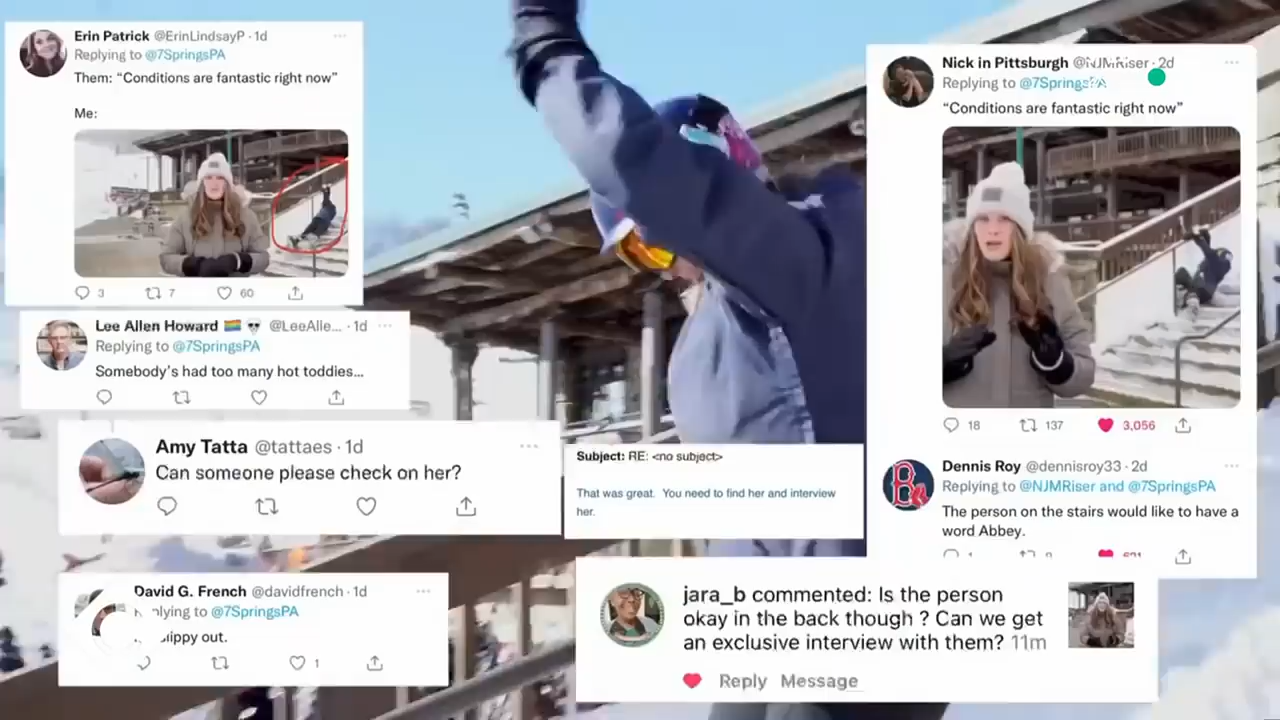 Erin Patrick @ErinLindsayP · 1d
Replying to @7SpringsPA
Them: “Conditions are fantastic right now”
Me:
3 7 60
Lee Allen Howard 🏳️‍🌈 💀 @LeeAlle... · 1d
Replying to @7SpringsPA
Somebody’s had too many hot toddies...
Amy Tatta @tattaes · 1d
Can someone please check on her?
David G. French @davidfrench · 1d
plying to @7SpringsPA
ippy out.
1
Subject: RE: <no subject>
That was great. You need to find her and interview
her.
Nick in Pittsburgh @NJMRiser · 2d
Replying to @7SpringsPA
“Conditions are fantastic right now”
18 137 3,056
Dennis Roy @dennisroy33 · 2d
Replying to @NJMRiser and @7SpringsPA
The person on the stairs would like to have a
word Abbey.
jara_b commented: Is the person
okay in the back though ? Can we get
an exclusive interview with them? 11m
Reply Message